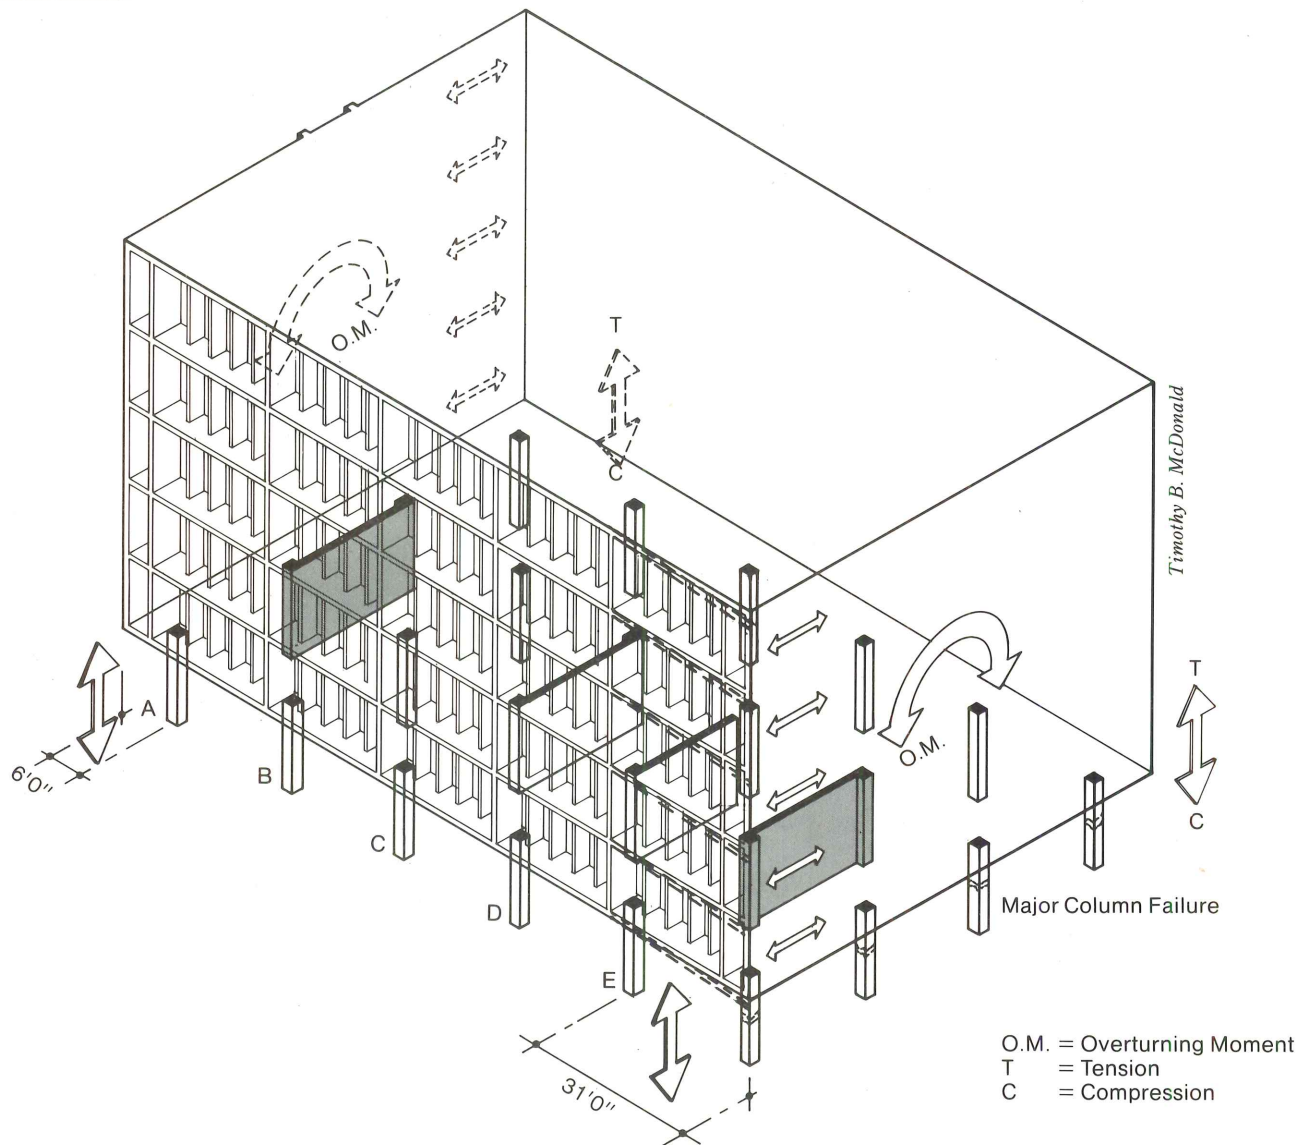 O.M.
T
C
Timothy B. McDonald
T
C
O.M.
A
6'0"
B
C
D
E
31'0"
Major Column Failure
O.M. = Overturning Moment
T = Tension
C = Compression